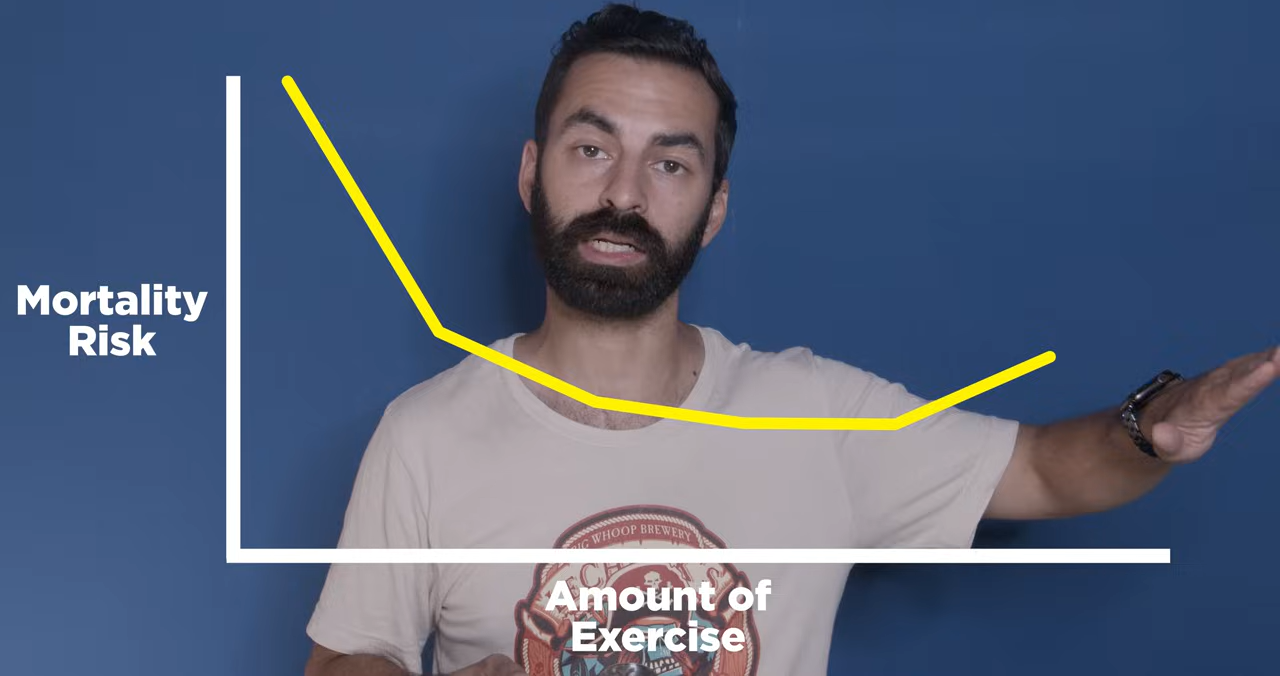 Mortality
Risk
BIG WHOOP BREWERY
Amount of
Exercise